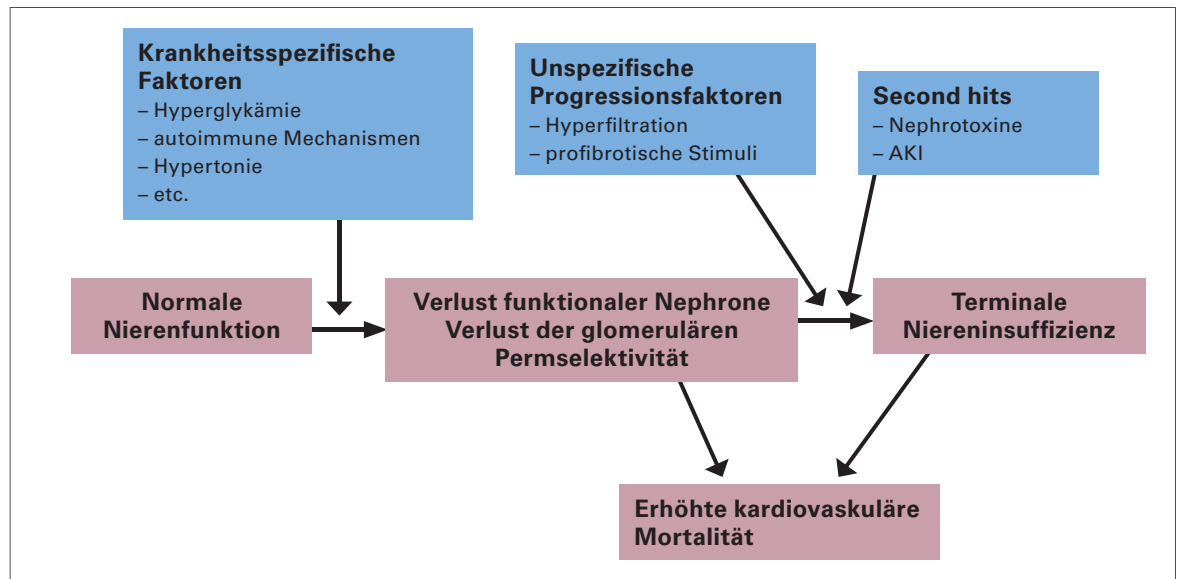 Krankheitsspezifische
Faktoren
– Hyperglykämie
– autoimmune Mechanismen
– Hypertonie
– etc.
Unspezifische
Progressionsfaktoren
– Hyperfiltration
– profibrotische Stimuli
Second hits
– Nephrotoxine
– AKI
Normale
Nierenfunktion
Verlust funktionaler Nephrone
Verlust der glomerulären
Permselektivität
Terminale
Niereninsuffizienz
Erhöhte kardiovaskuläre
Mortalität